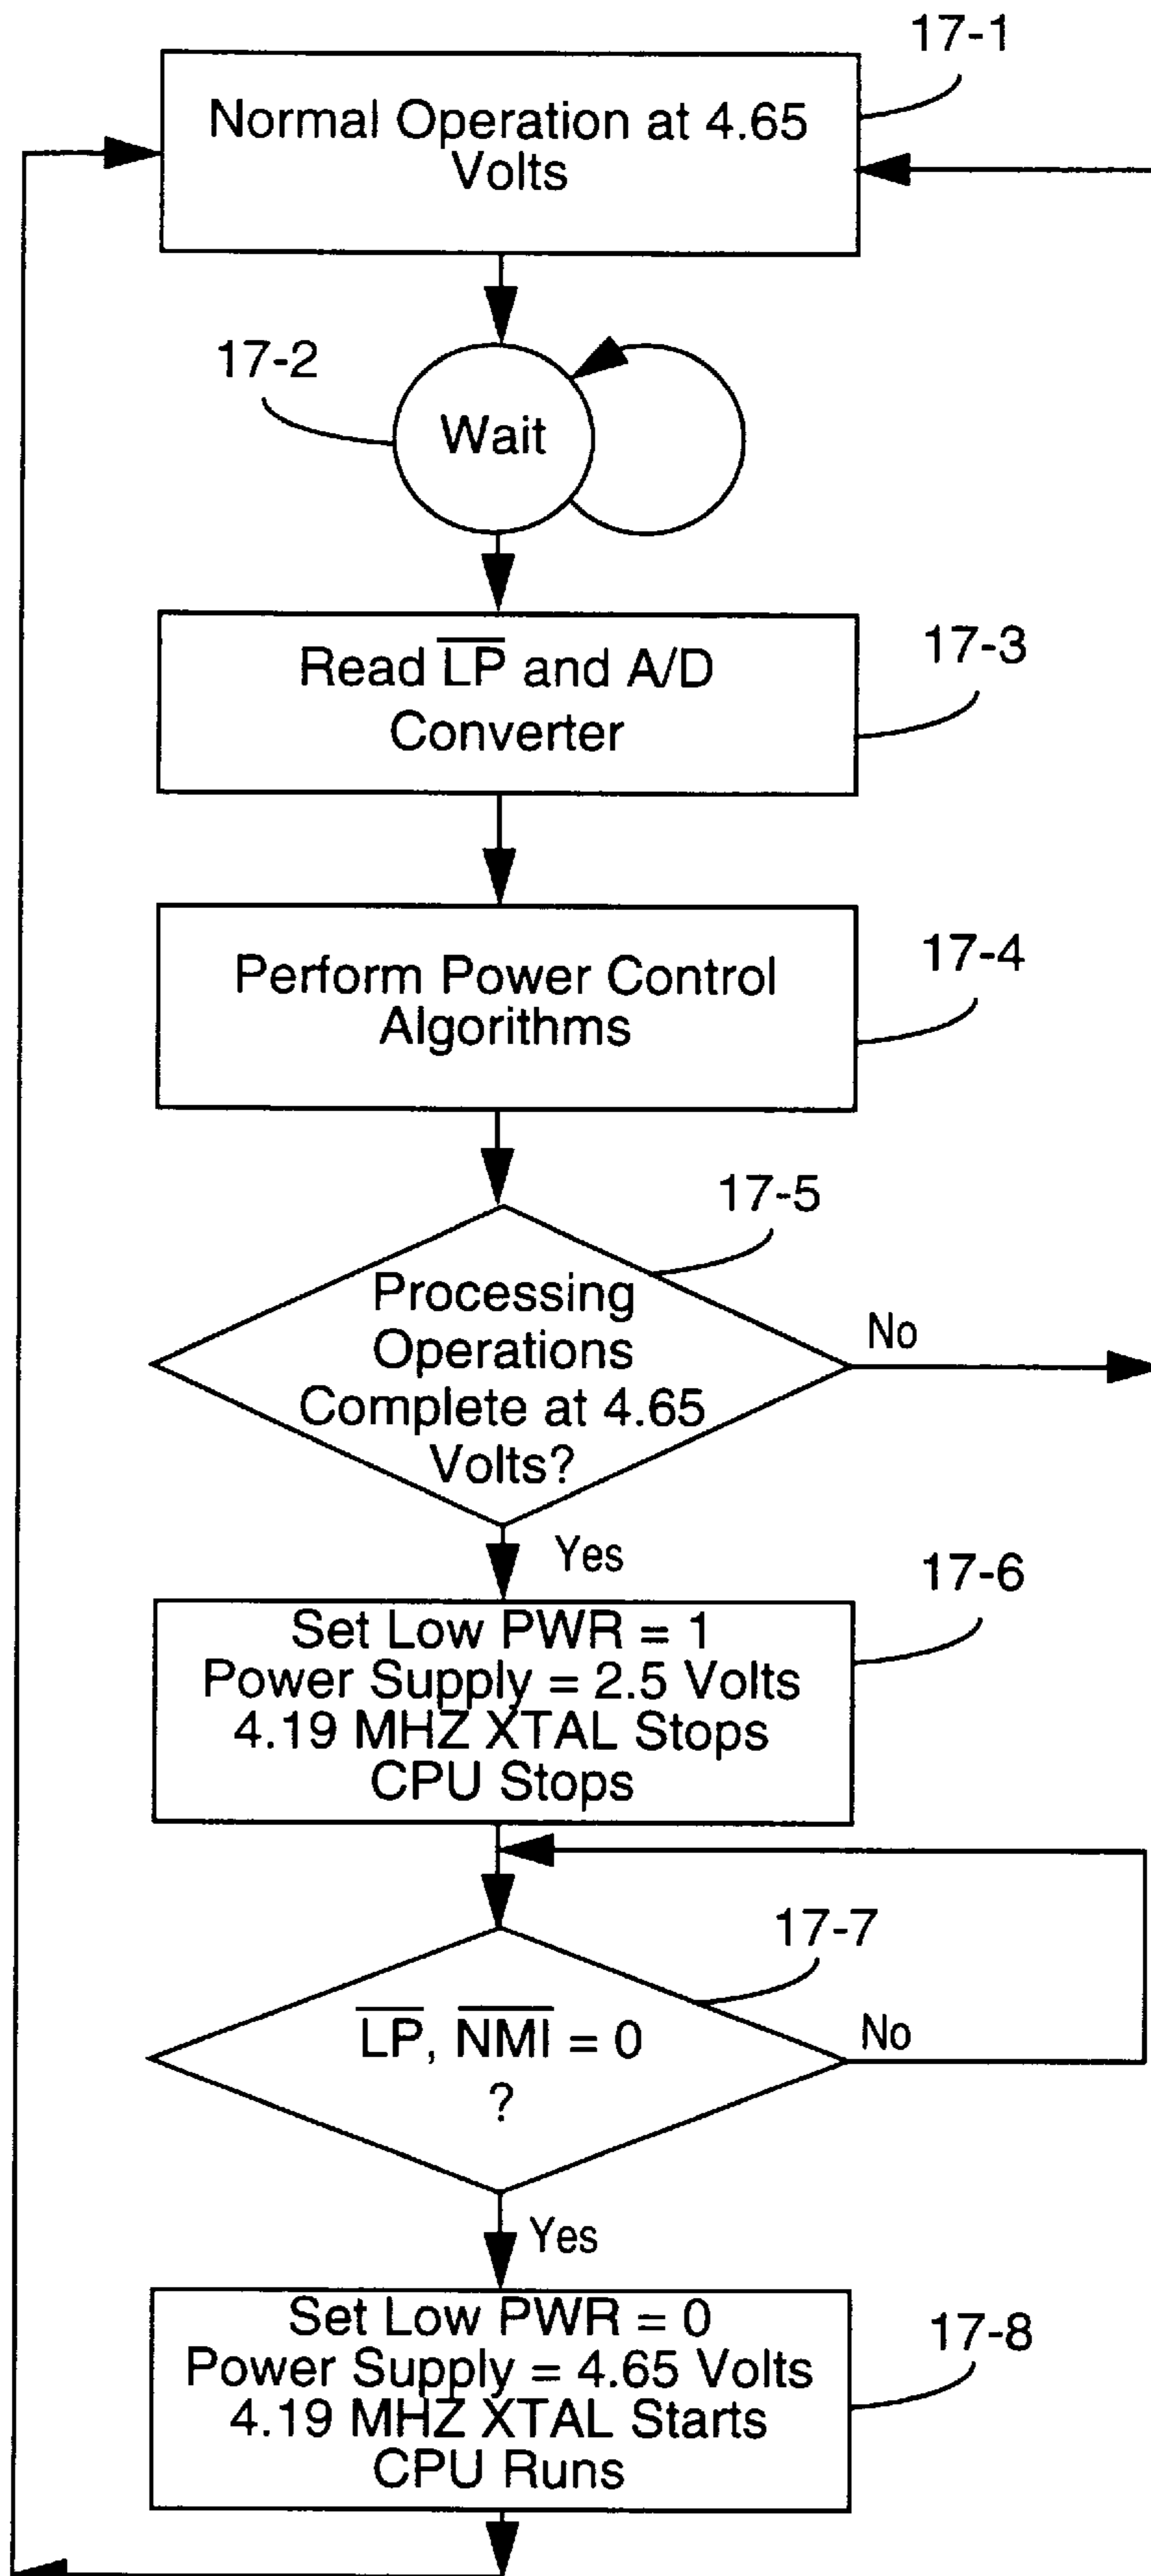 17-1
Normal Operation at 4.65
Volts
17-2
Wait
17-3
Read L̅P̅ and A/D
Converter
17-4
Perform Power Control
Algorithms
17-5
Processing
Operations
Complete at 4.65
Volts?
No
Yes
17-6
Set Low PWR = 1
Power Supply = 2.5 Volts
4.19 MHZ XTAL Stops
CPU Stops
17-7
L̅P̅, N̅M̅I̅ = 0
?
No
Yes
17-8
Set Low PWR = 0
Power Supply = 4.65 Volts
4.19 MHZ XTAL Starts
CPU Runs